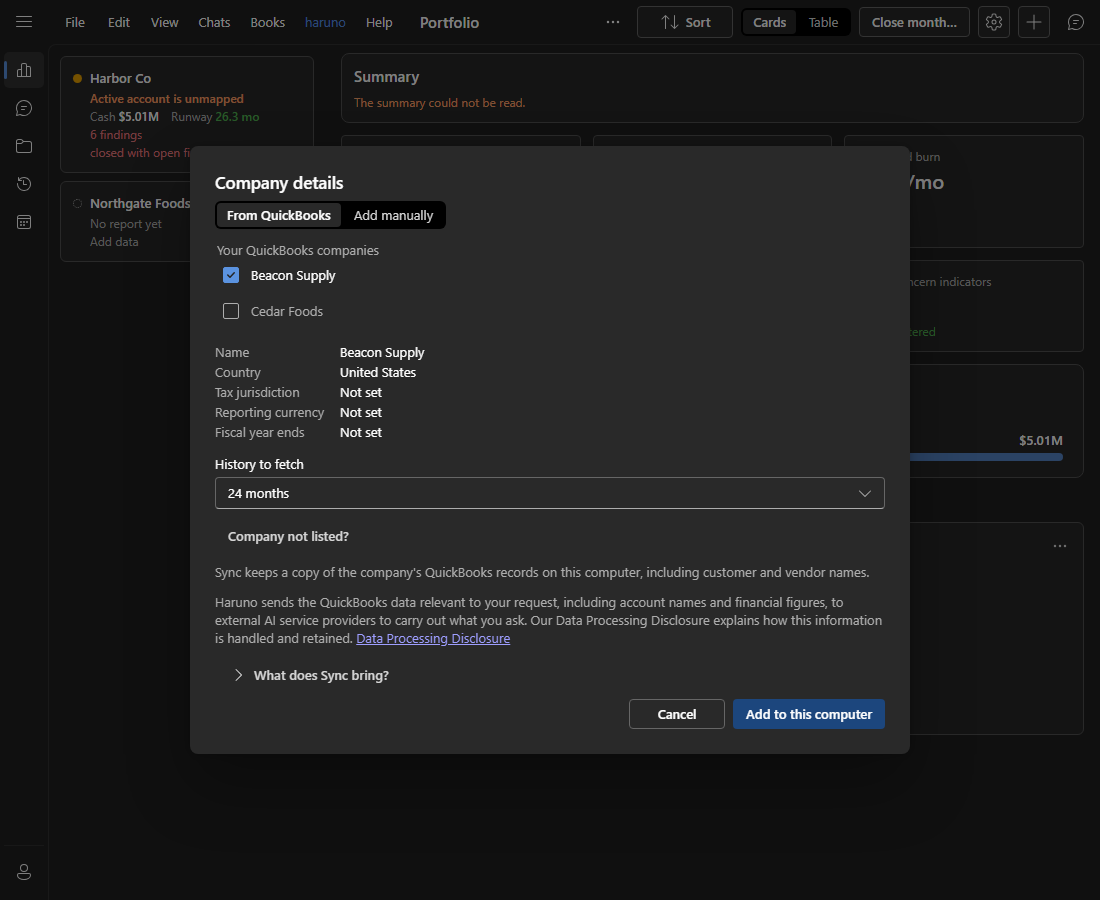 File Edit View Chats Books haruno Help Portfolio ... Sort Cards Table Close month...
Harbor Co
Active account is unmapped
Cash $5.01M Runway 26.3 mo
6 findings
closed with open
Northgate Foods
No report yet
Add data
Summary
The summary could not be read.
burn
/mo
indicators
$5.01M
Company details
From QuickBooks Add manually
Your QuickBooks companies
Beacon Supply
Cedar Foods
Name Beacon Supply
Country United States
Tax jurisdiction Not set
Reporting currency Not set
Fiscal year ends Not set
History to fetch
24 months
Company not listed?
Sync keeps a copy of the company's QuickBooks records on this computer, including customer and vendor names.
Haruno sends the QuickBooks data relevant to your request, including account names and financial figures, to
external AI service providers to carry out what you ask. Our Data Processing Disclosure explains how this information
is handled and retained. Data Processing Disclosure
What does Sync bring?
Cancel Add to this computer